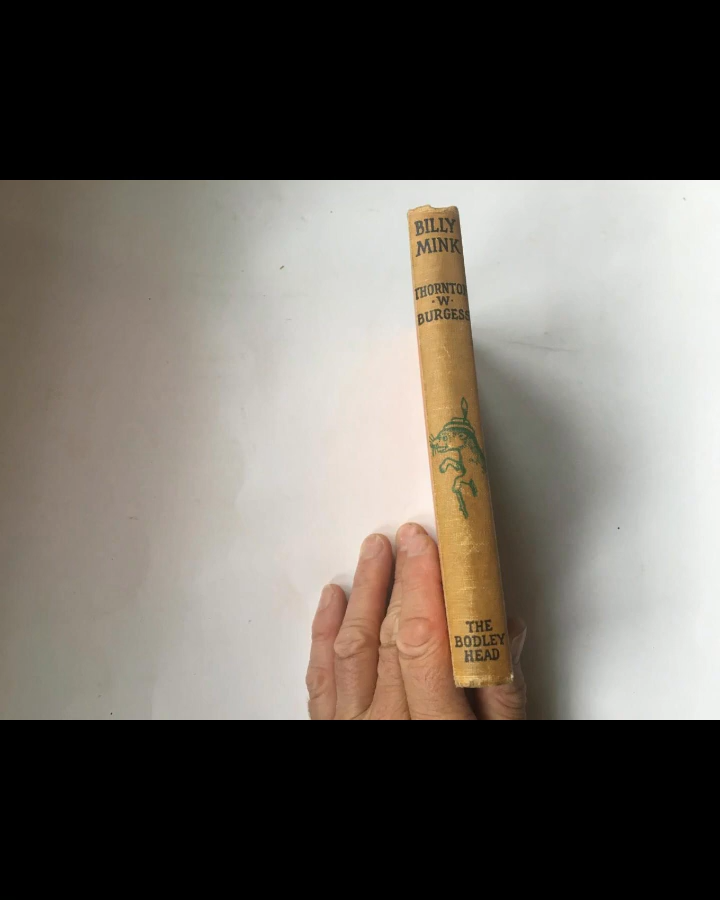 BILLY
MINK
THORNTON
·W·
BURGESS
THE
BODLEY
HEAD